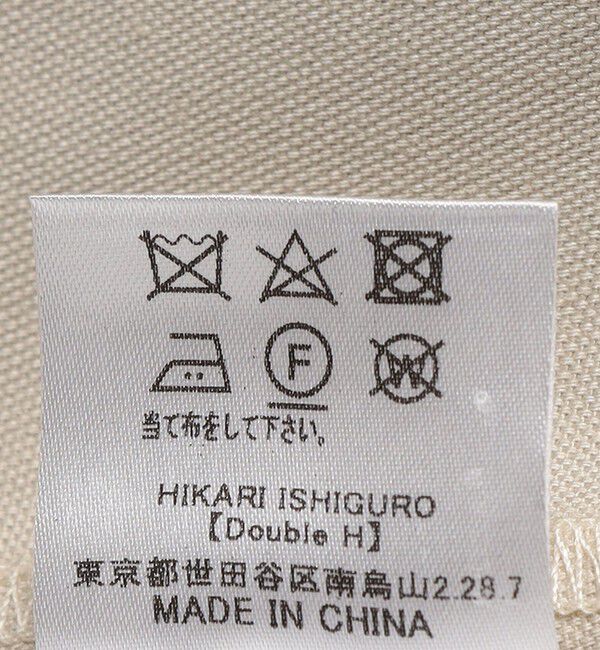 F W
当て布をして下さい。
HIKARI ISHIGURO
【Double H】
東京都世田谷区南烏山2.28.7
MADE IN CHINA